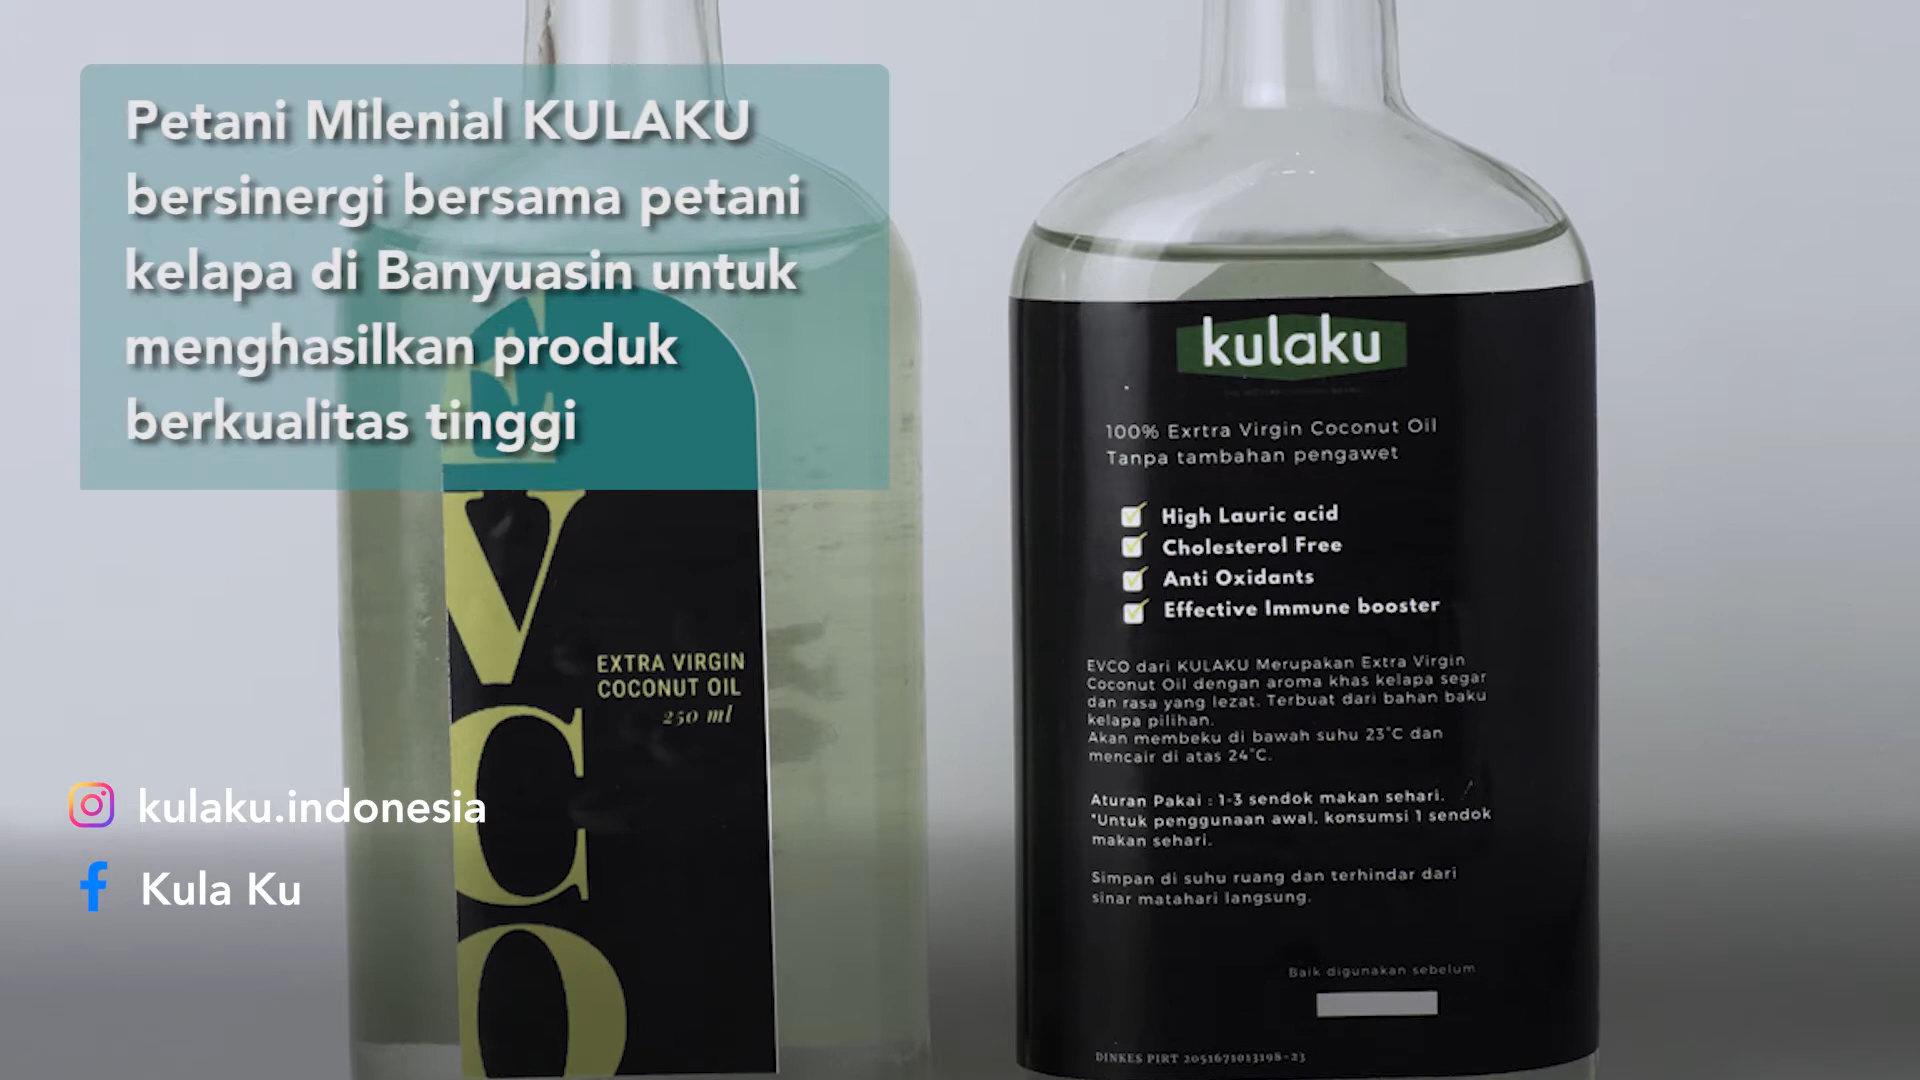 Petani Milenial KULAKU
bersinergi bersama petani
kelapa di Banyuasin untuk
menghasilkan produk
berkualitas tinggi
EVCO
EXTRA VIRGIN
COCONUT OIL
250 ml
kulaku.indonesia
Kula Ku
kulaku
100% Exrtra Virgin Coconut Oil
Tanpa tambahan pengawet
High Lauric acid
Cholesterol Free
Anti Oxidants
Effective Immune booster
EVCO dari KULAKU Merupakan Extra Virgin
Coconut Oil dengan aroma khas kelapa segar
dan rasa yang lezat. Terbuat dari bahan baku
kelapa pilihan.
Akan membeku di bawah suhu 23°C dan
mencair di atas 24°C.
Aturan Pakai : 1-3 sendok makan sehari.
*Untuk penggunaan awal, konsumsi 1 sendok
makan sehari.
Simpan di suhu ruang dan terhindar dari
sinar matahari langsung.
Baik digunakan sebelum
DINKES PIRT 2051671013198-23